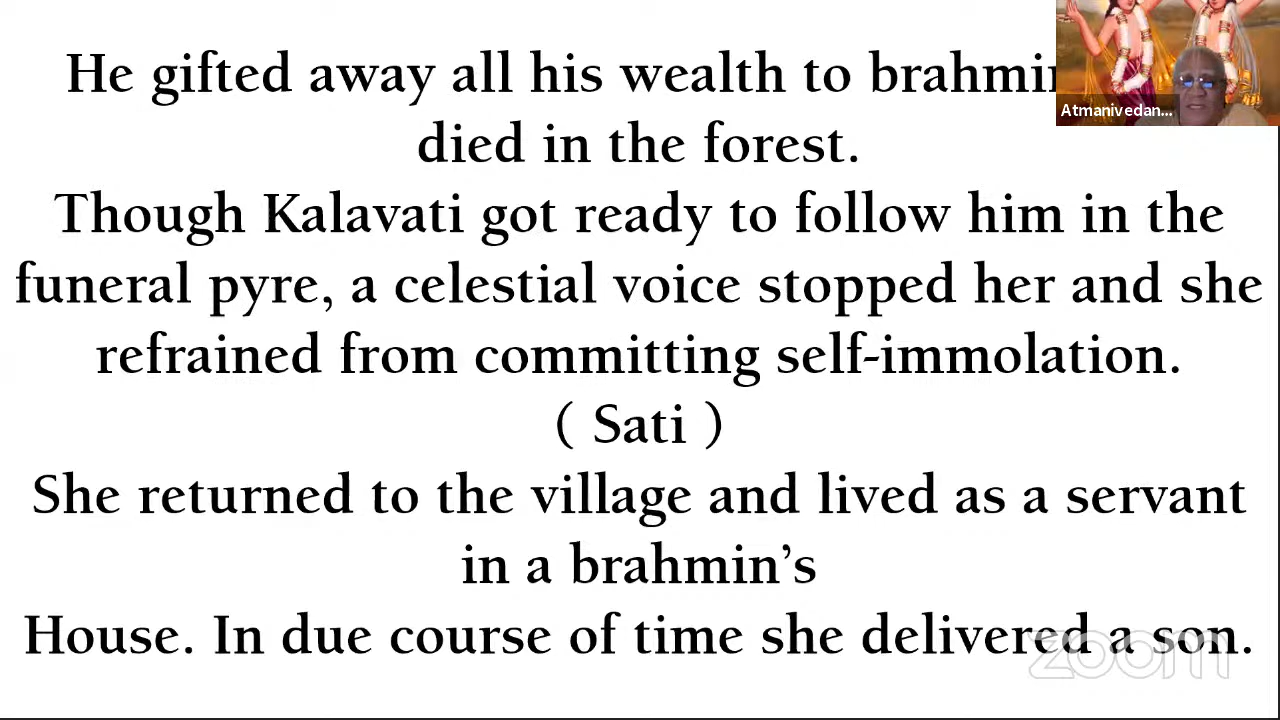 He gifted away all his wealth to
died in the forest.
Though Kalavati got ready to follow him in the
funeral pyre, a celestial voice stopped her and she
refrained from committing self-immolation.
( Sati )
She returned to the village and lived as a servant
in a brahmin’s
House. In due course of time she delivered a son.
Atmanivedan...
zoom